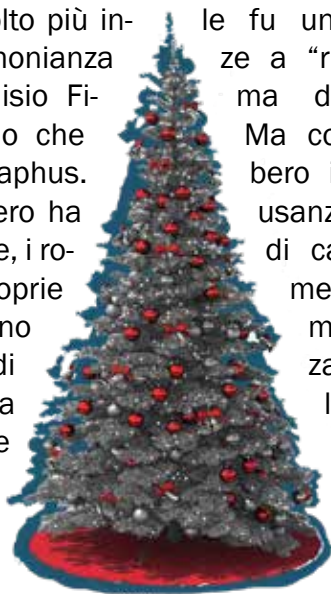 olto più in-
nonianza
isio Fi-
o che
aphus.
ero ha
e, i ro-
oprie
no
di
a
e
le fu un
ze a “r
ma d
Ma co
bero i
usanz
di ca
me
m
za
l